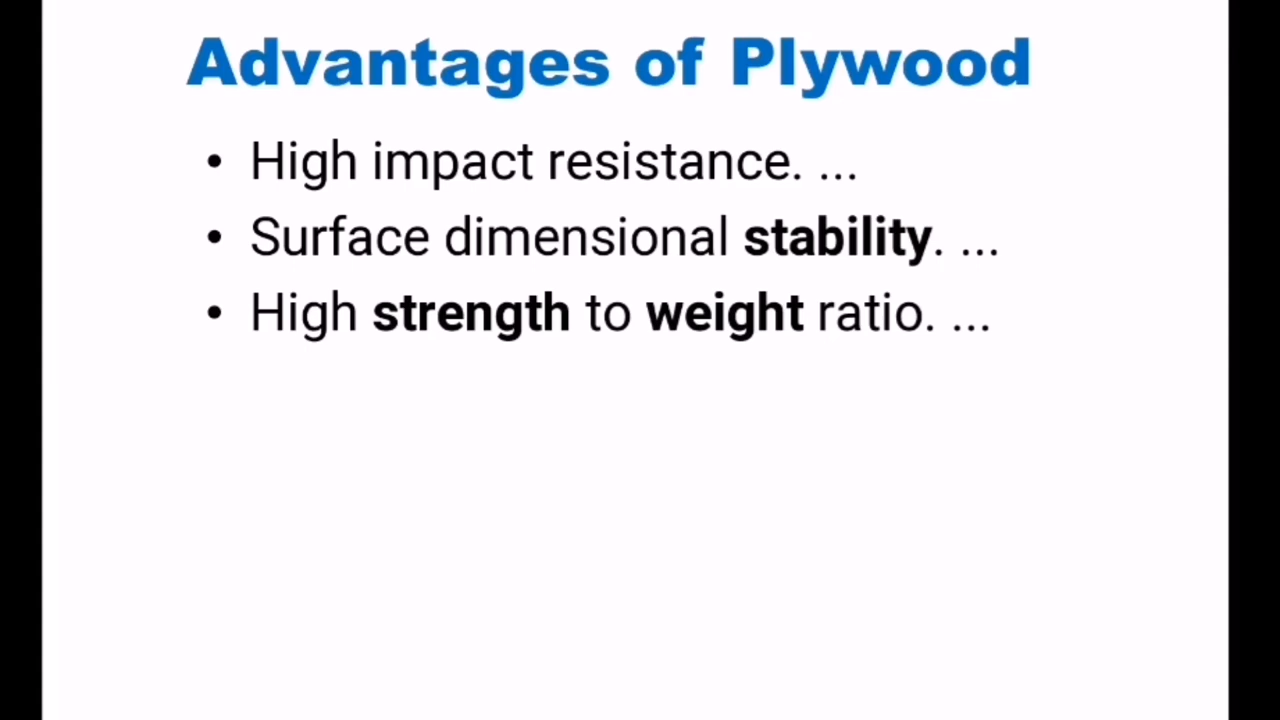 Advantages of Plywood
• High impact resistance. ...
• Surface dimensional stability. ...
• High strength to weight ratio. ...